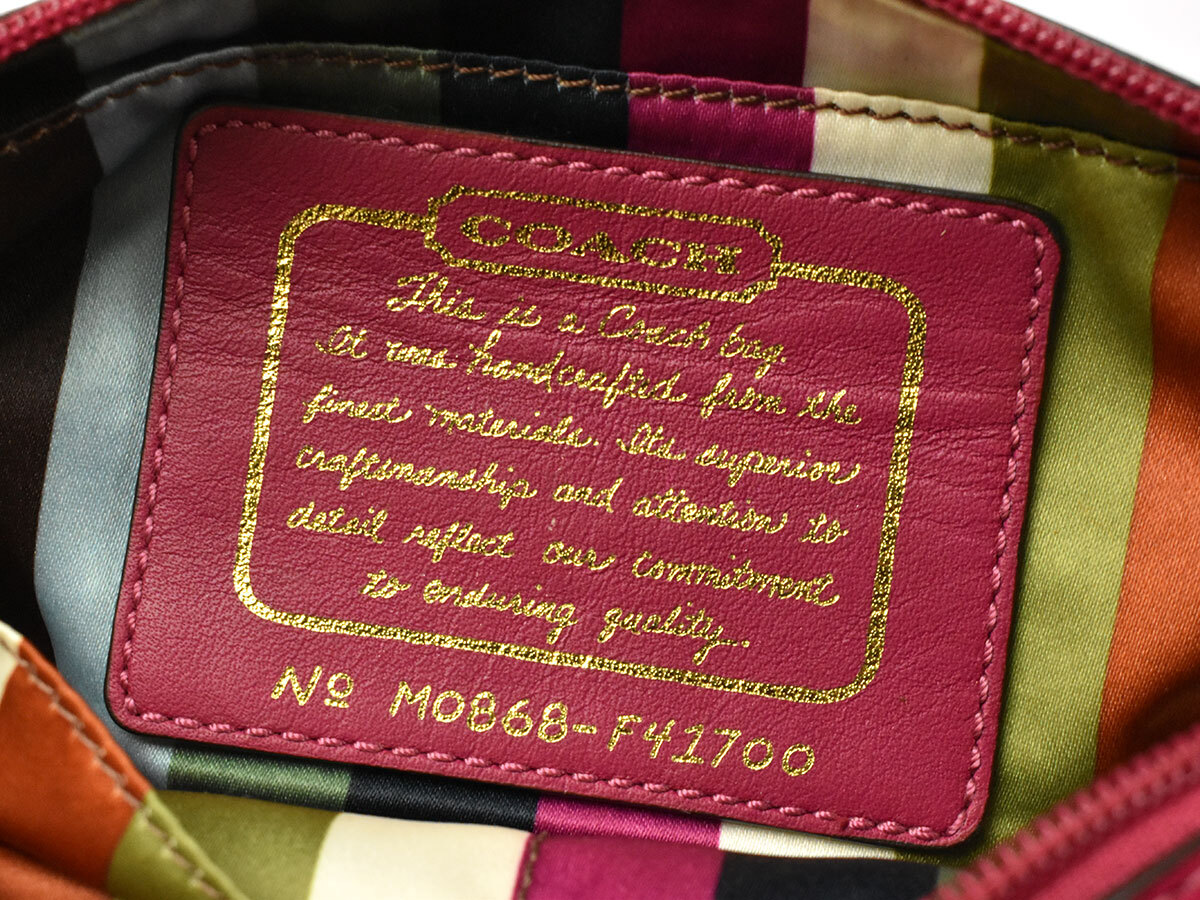 COACH
This is a Coach bag.
It was handcrafted from the
finest materials. Its superior
craftsmanship and attention to
detail reflect our commitment
to enduring quality.
Nº M0868-F41700